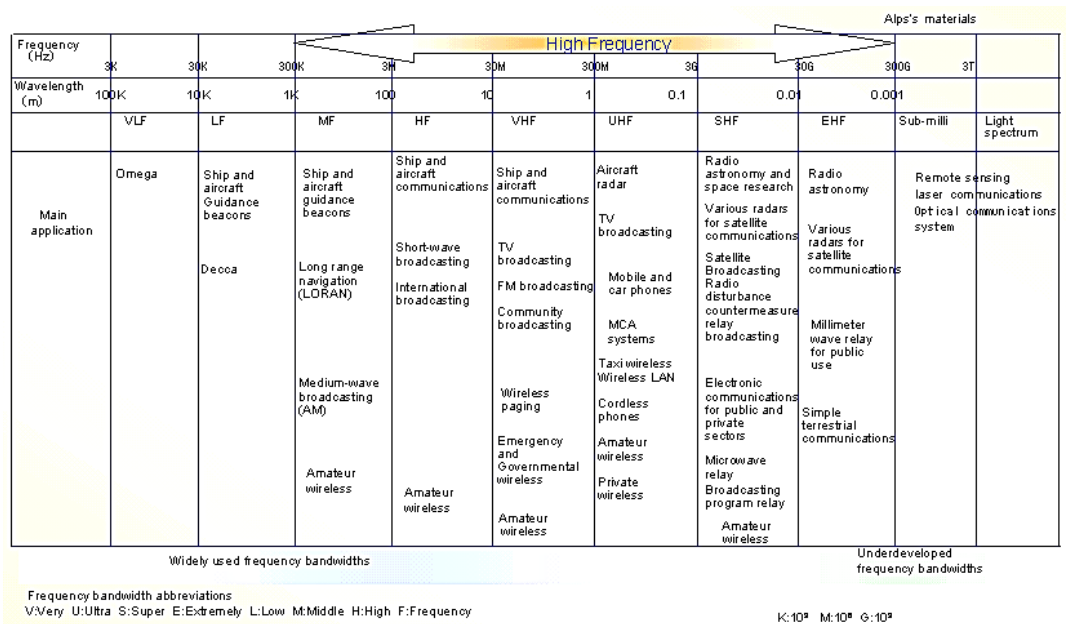 Alps's materials
High Frequency
Frequency
(Hz)
3K 30K 300K 3M 30M 300M 3G 30G 300G 3T
Wavelength
(m)
100K 10K 1K 100 10 1 0.1 0.01 0.001
VLF LF MF HF VHF UHF SHF EHF Sub-milli Light
spectrum
Main
application
Omega
Ship and
aircraft
Guidance
beacons
Decca
Ship and
aircraft
guidance
beacons
Long range
navigation
(LORAN)
Medium-wave
broadcasting
(AM)
Amateur
wireless
Ship and
aircraft
communications
Short-wave
broadcasting
International
broadcasting
Amateur
wireless
Ship and
aircraft
communications
TV
broadcasting
FM broadcasting
Community
broadcasting
Wireless
paging
Emergency
and
Governmental
wireless
Amateur
wireless
Aircraft
radar
TV
broadcasting
Mobile and
car phones
MCA
systems
Taxi wireless
Wireless LAN
Cordless
phones
Amateur
wireless
Private
wireless
Radio
astronomy and
space research
Various radars
for satellite
communications
Satellite
Broadcasting
Radio
disturbance
countermeasure
relay
broadcasting
Electronic
communications
for public and
private
sectors
Microwave
relay
Broadcasting
program relay
Amateur
wireless
Radio
astronomy
Various
radars for
satellite
communications
Millimeter
wave relay
for public
use
Simple
terrestrial
communications
Remote sensing
laser communications
Optical communications
system
Widely used frequency bandwidths
Underdeveloped
frequency bandwidths
Frequency bandwidth abbreviations
V:Very U:Ultra S:Super E:Extremely L:Low M:Middle H:High F:Frequency
K:10³ M:10⁶ G:10⁹